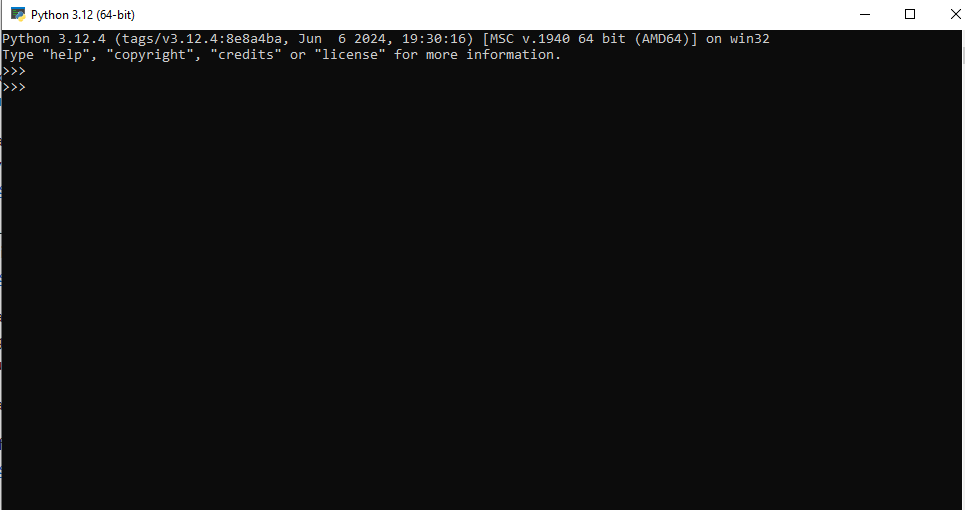 Python 3.12 (64-bit)
Python 3.12.4 (tags/v3.12.4:8e8a4ba, Jun  6 2024, 19:30:16) [MSC v.1940 64 bit (AMD64)] on win32
Type "help", "copyright", "credits" or "license" for more information.
>>>
>>>